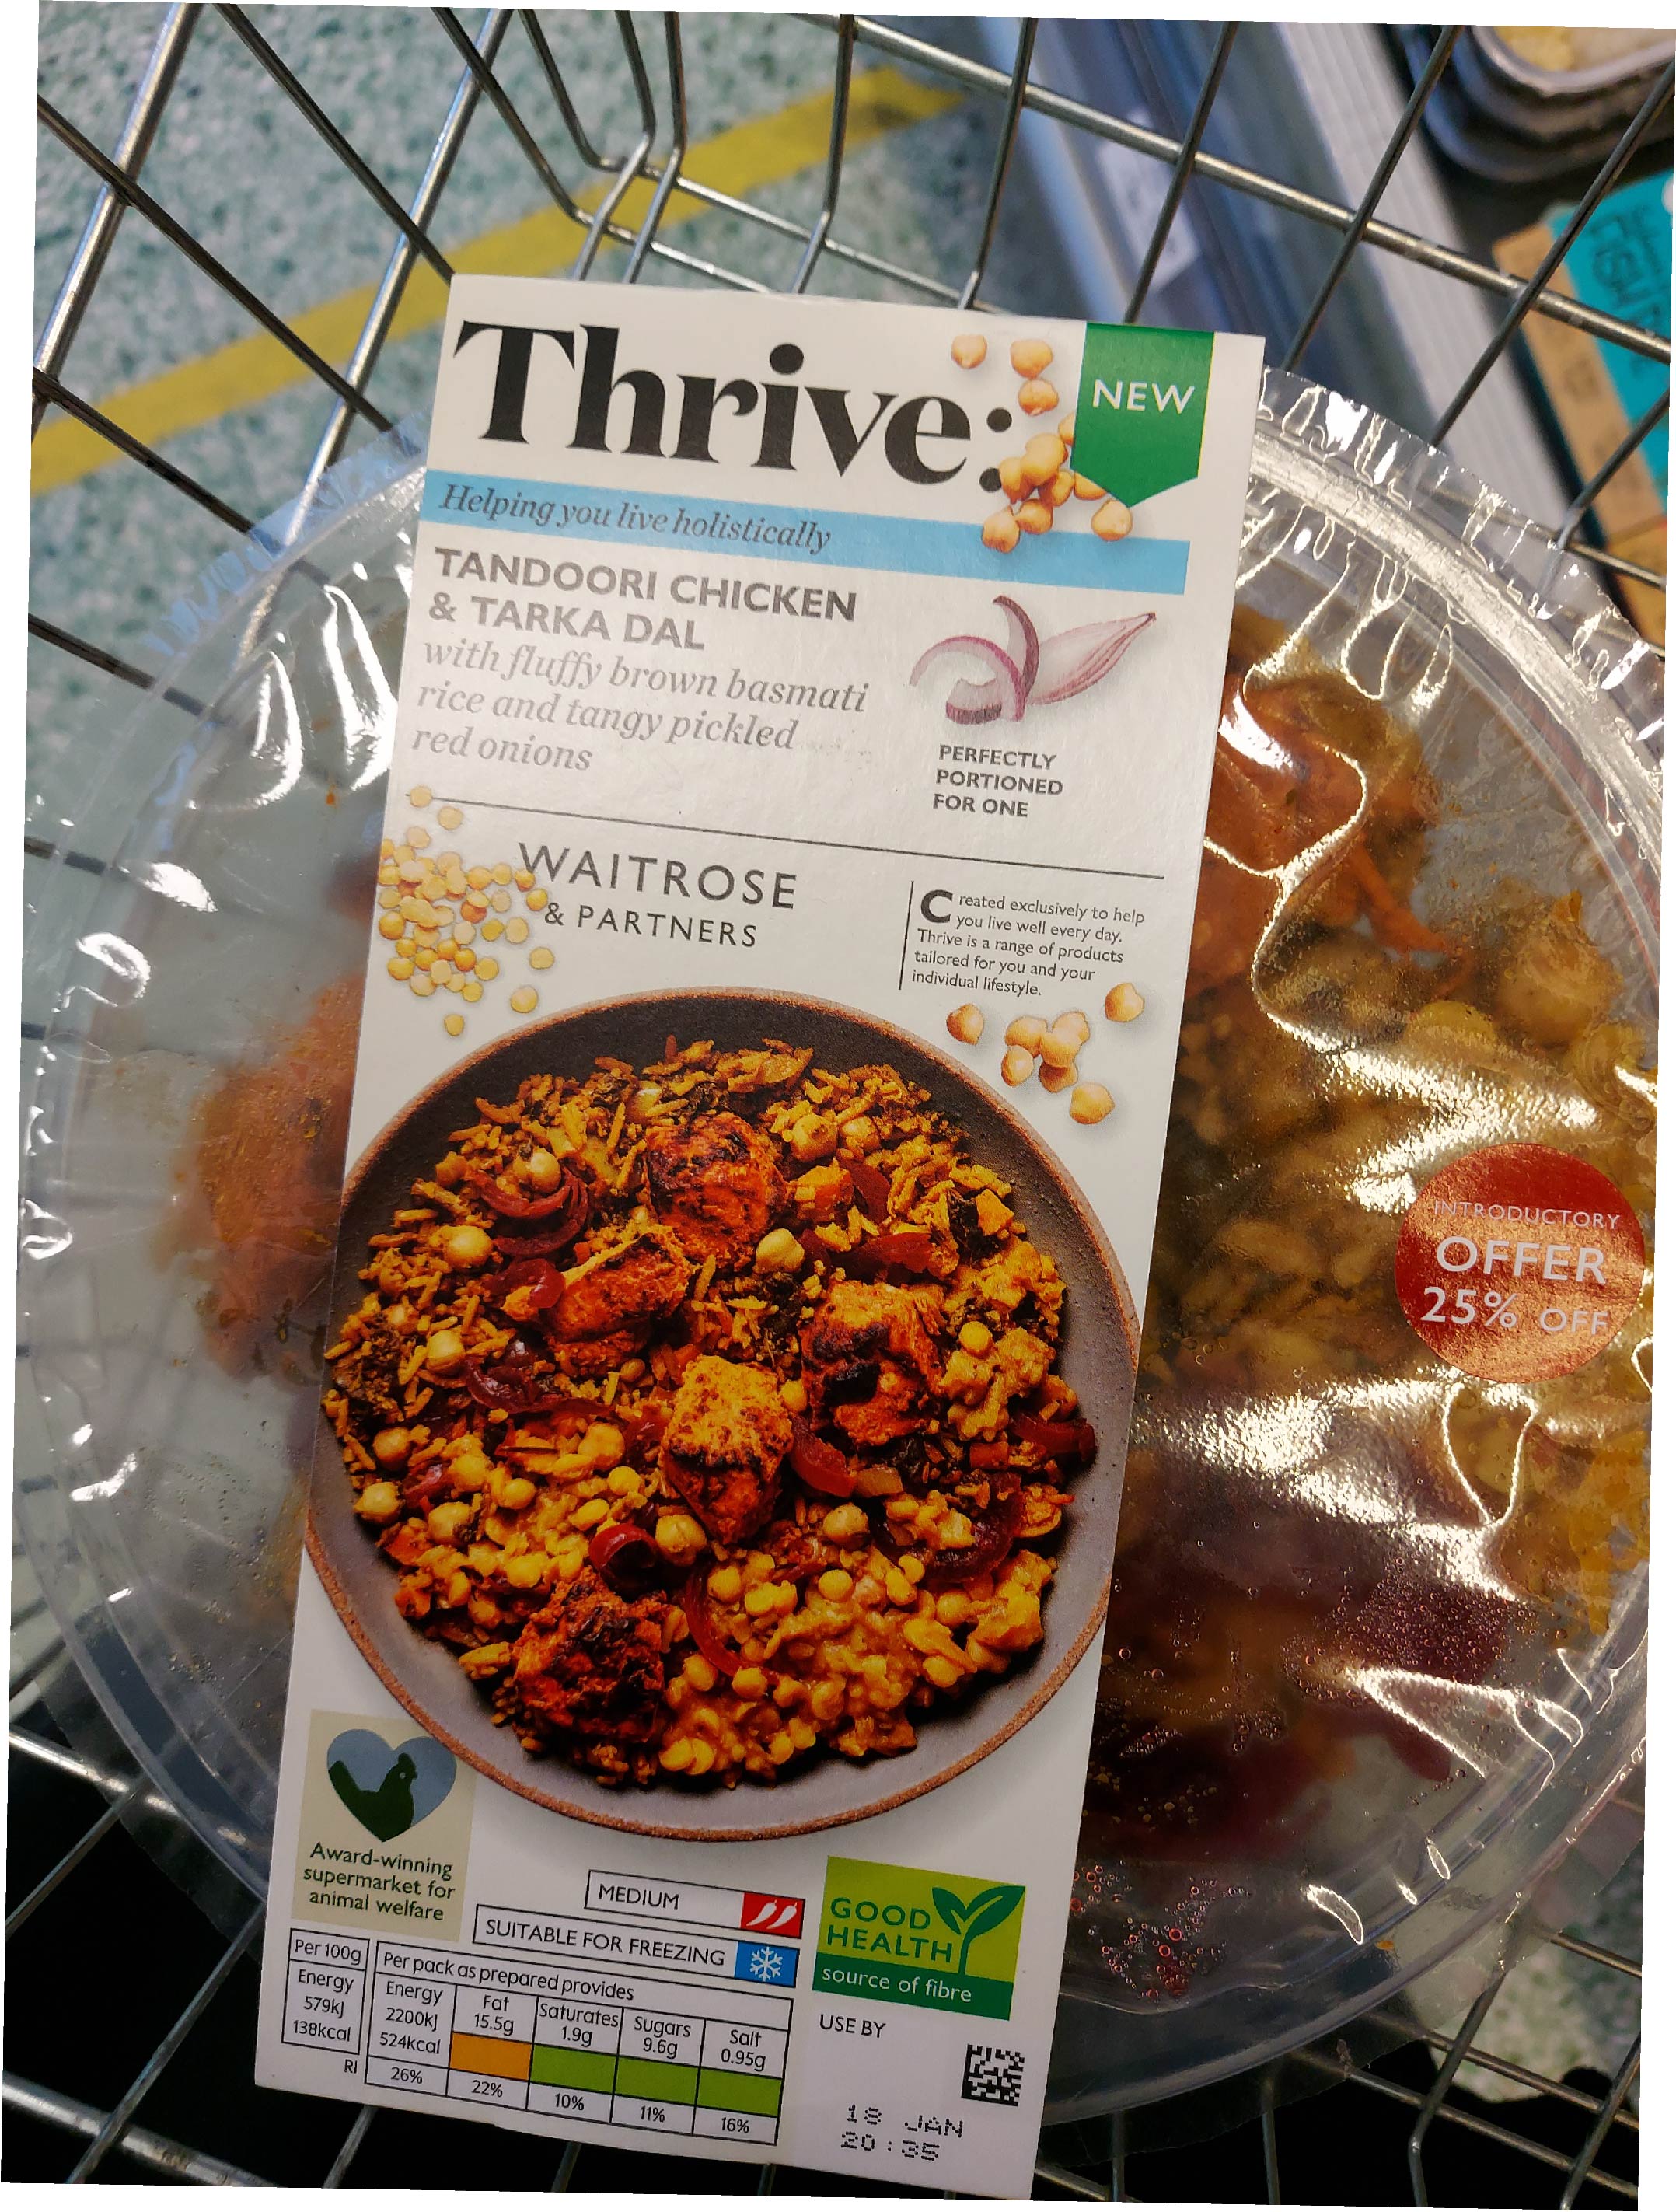 Thrive:
NEW
Helping you live holistically
TANDOORI CHICKEN
& TARKA DAL
with fluffy brown basmati
rice and tangy pickled
red onions
PERFECTLY
PORTIONED
FOR ONE
WAITROSE
& PARTNERS
Created exclusively to help
you live well every day.
Thrive is a range of products
tailored for you and your
individual lifestyle.
INTRODUCTORY
OFFER
25% OFF
Award-winning
supermarket for
animal welfare
MEDIUM
SUITABLE FOR FREEZING
GOOD
HEALTH
source of fibre
Per 100g
Energy
579kJ
138kcal
RI
Per pack as prepared provides
Energy
2200kJ
524kcal
26%
Fat
15.5g
22%
Saturates
1.9g
10%
Sugars
9.6g
11%
Salt
0.95g
16%
USE BY
18 JAN
20:35